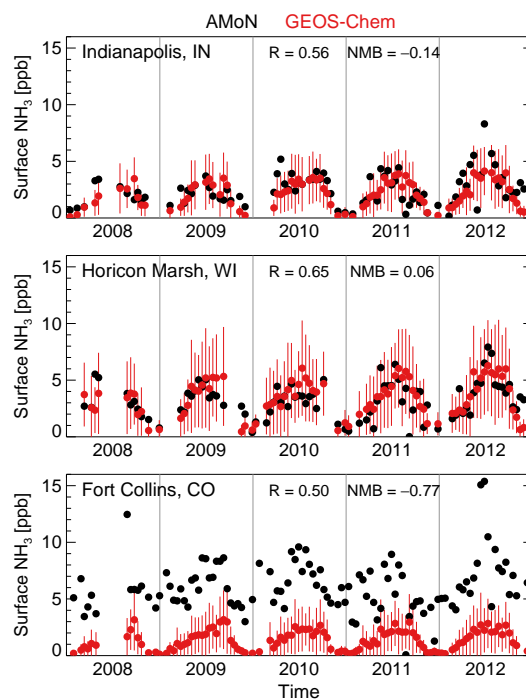 AMoN GEOS-Chem
Indianapolis, IN R = 0.56 NMB = −0.14
Surface NH3 [ppb]
15
10
5
0
2008 2009 2010 2011 2012
Horicon Marsh, WI R = 0.65 NMB = 0.06
Surface NH3 [ppb]
15
10
5
0
2008 2009 2010 2011 2012
Fort Collins, CO R = 0.50 NMB = −0.77
Surface NH3 [ppb]
15
10
5
0
2008 2009 2010 2011 2012
Time